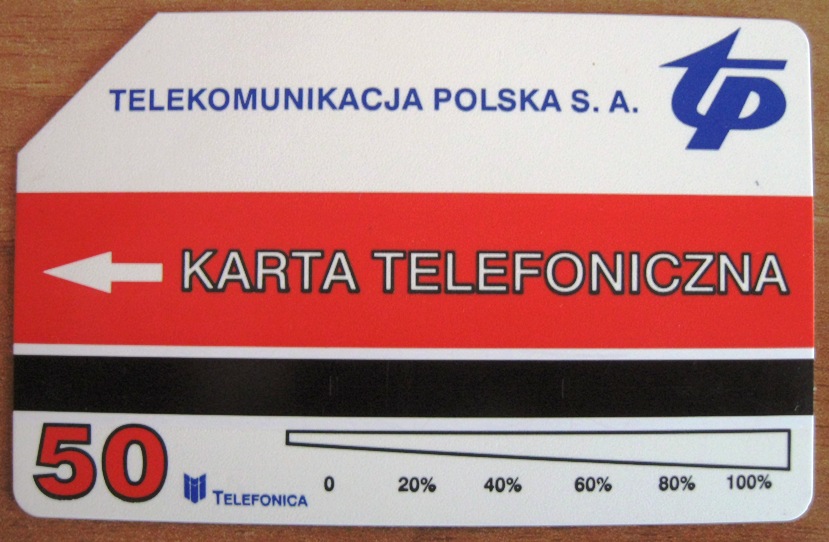 TELEKOMUNIKACJA POLSKA S. A.
tp
KARTA TELEFONICZNA
50
TELEFONICA
0 20% 40% 60% 80% 100%